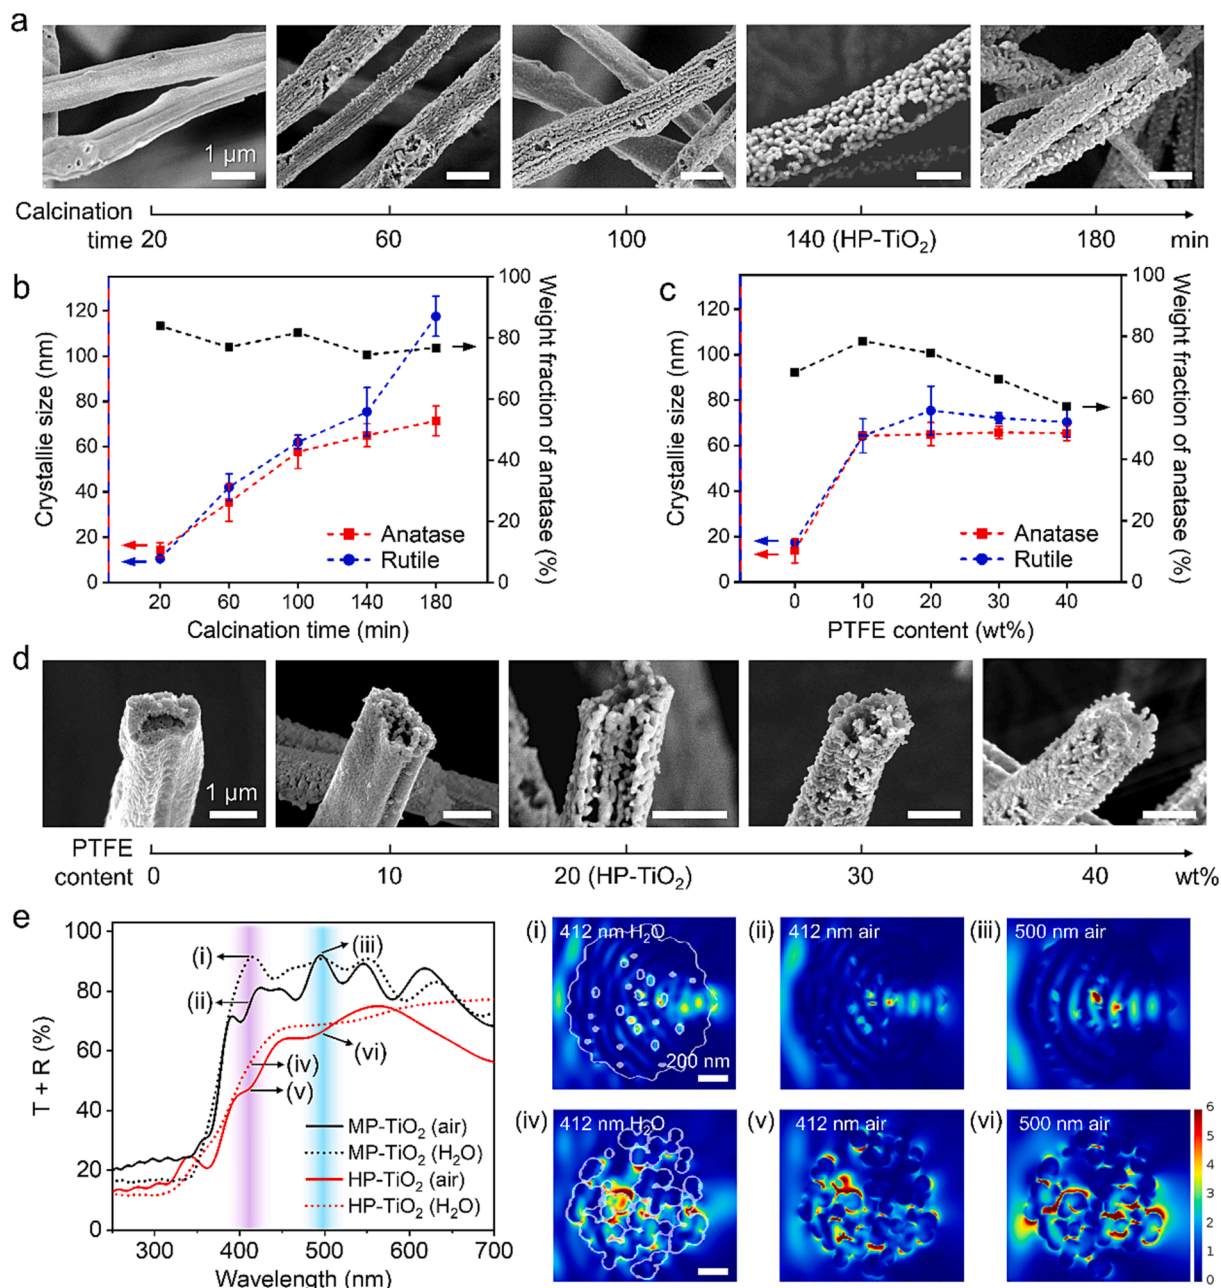 a
1 μm
Calcination
time 20 60 100 140 (HP-TiO₂) 180 min
b
Crystallie size (nm)
0 20 40 60 80 100 120
Weight fraction of anatase (%)
0 20 40 60 80 100
Anatase
Rutile
20 60 100 140 180
Calcination time (min)
c
Crystallie size (nm)
0 20 40 60 80 100 120
Weight fraction of anatase (%)
0 20 40 60 80 100
Anatase
Rutile
0 10 20 30 40
PTFE content (wt%)
d
1 μm
PTFE
content 0 10 20 (HP-TiO₂) 30 40 wt%
e
T + R (%)
0 20 40 60 80 100
(i)
(ii)
(iii)
(iv)
(v)
(vi)
MP-TiO₂ (air)
MP-TiO₂ (H₂O)
HP-TiO₂ (air)
HP-TiO₂ (H₂O)
300 400 500 600 700
Wavelength (nm)
(i) 412 nm H₂O
200 nm
(ii) 412 nm air
(iii) 500 nm air
(iv) 412 nm H₂O
(v) 412 nm air
(vi) 500 nm air
6
5
4
3
2
1
0